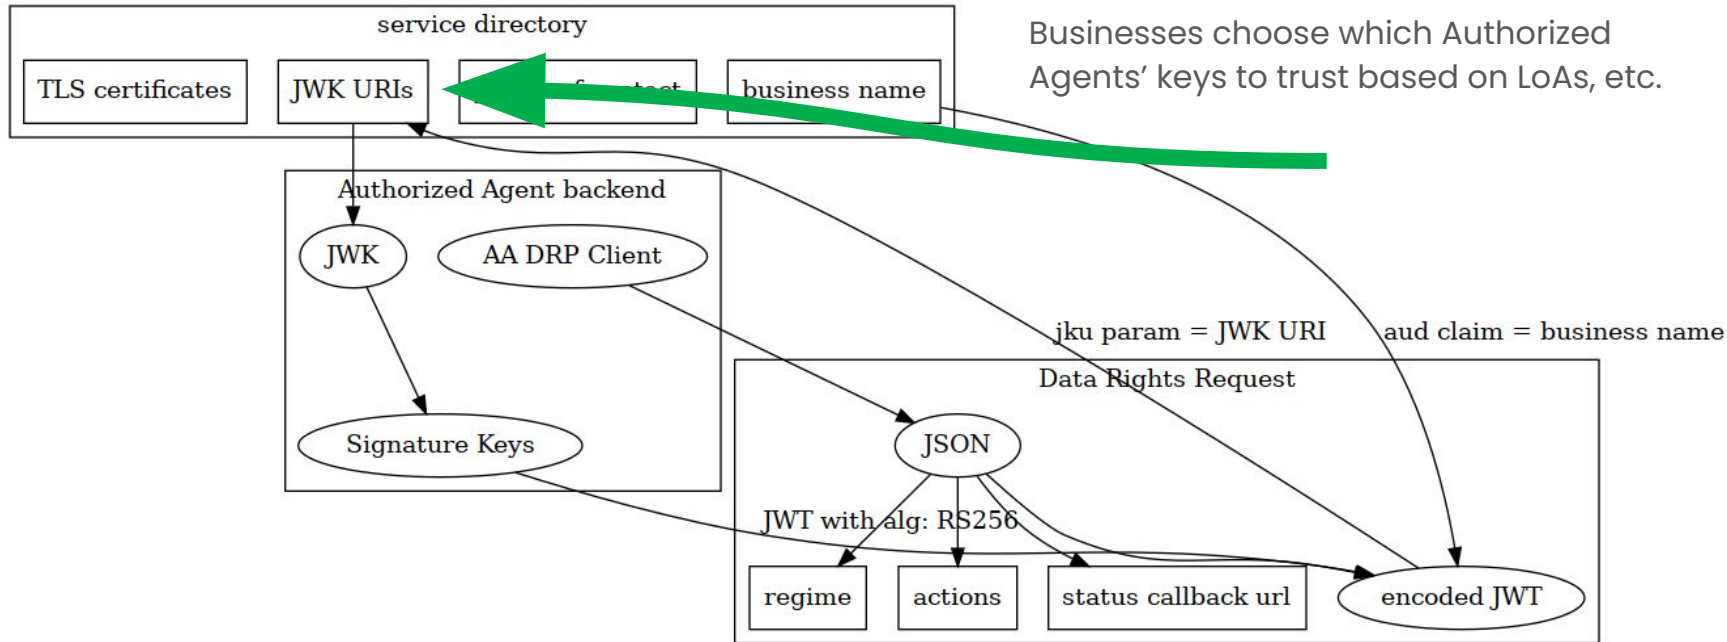 service directory
Businesses choose which Authorized
Agents’ keys to trust based on LoAs, etc.
TLS certificates
JWK URIs
business name
Authorized Agent backend
JWK
AA DRP Client
jku param = JWK URI
aud claim = business name
Data Rights Request
Signature Keys
JSON
JWT with alg: RS256
regime
actions
status callback url
encoded JWT